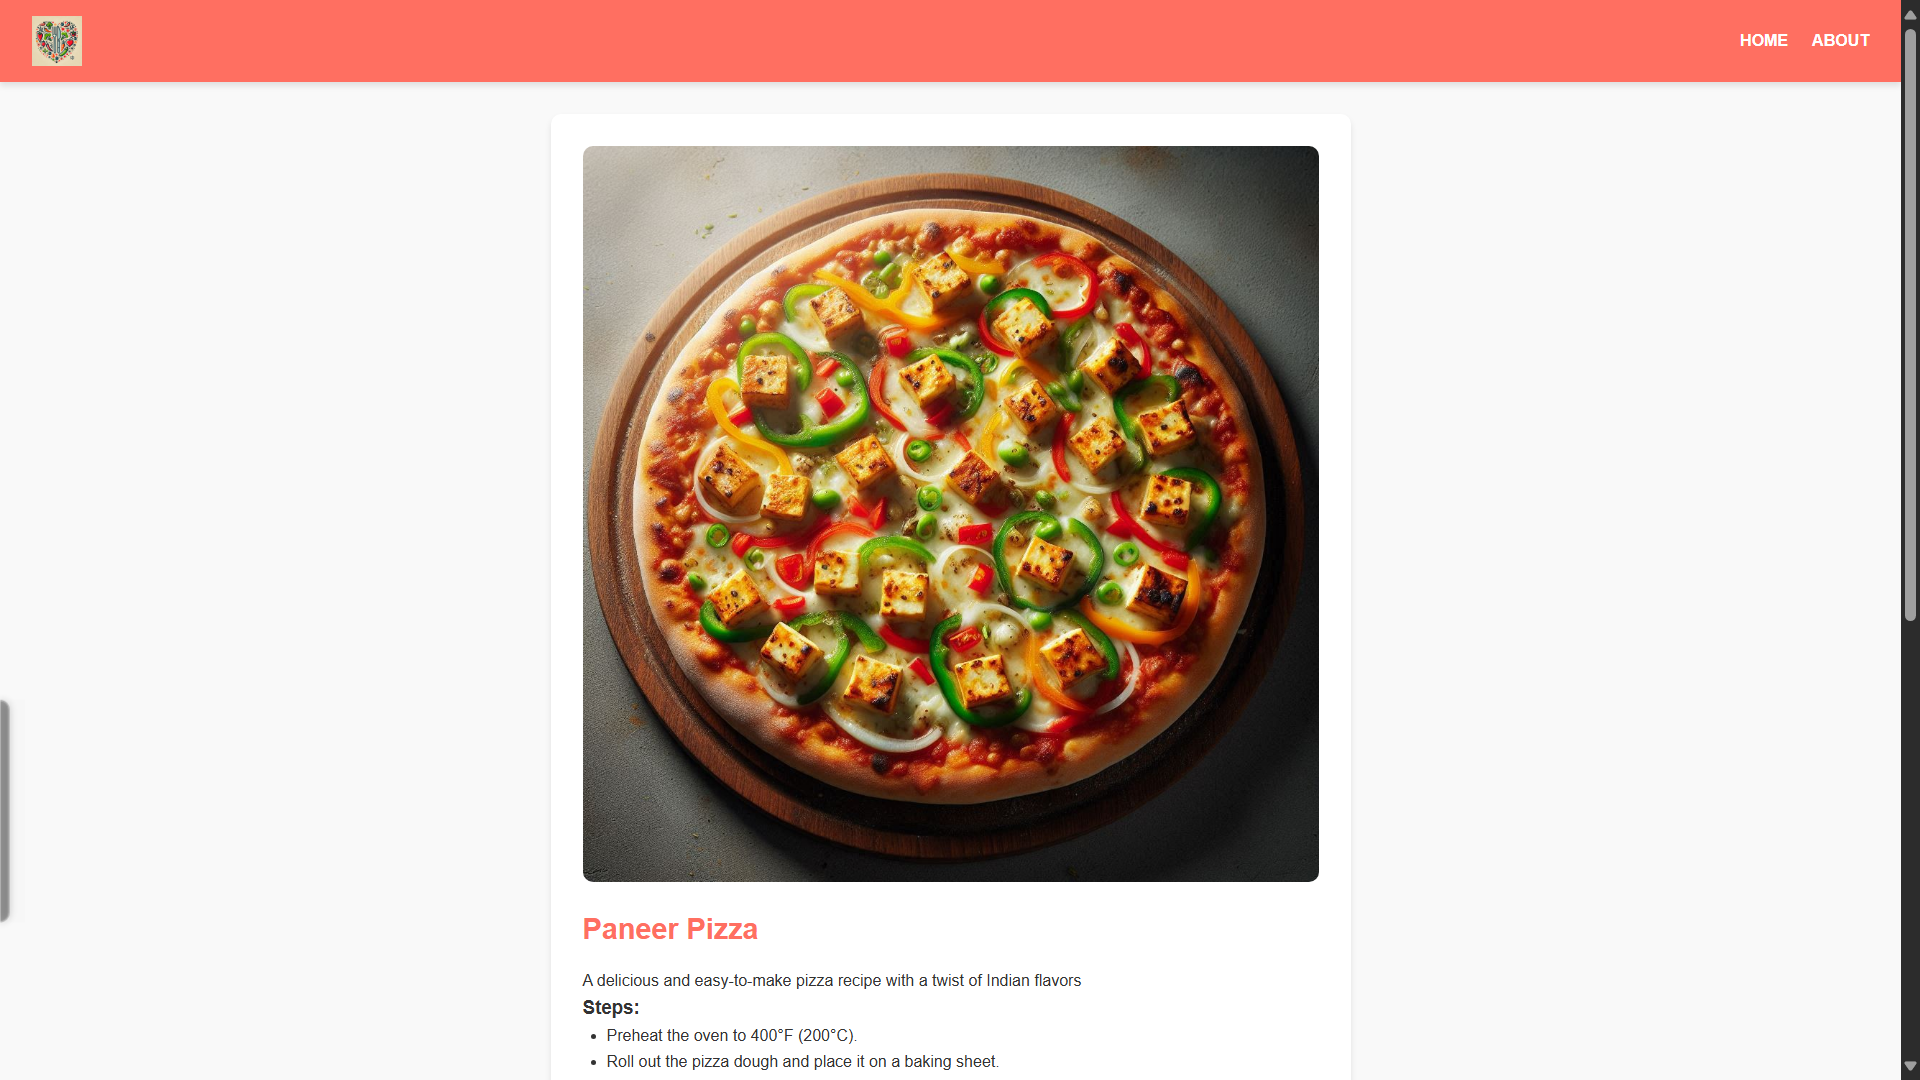 HOME ABOUT
Paneer Pizza
A delicious and easy-to-make pizza recipe with a twist of Indian flavors
Steps:
• Preheat the oven to 400°F (200°C).
• Roll out the pizza dough and place it on a baking sheet.